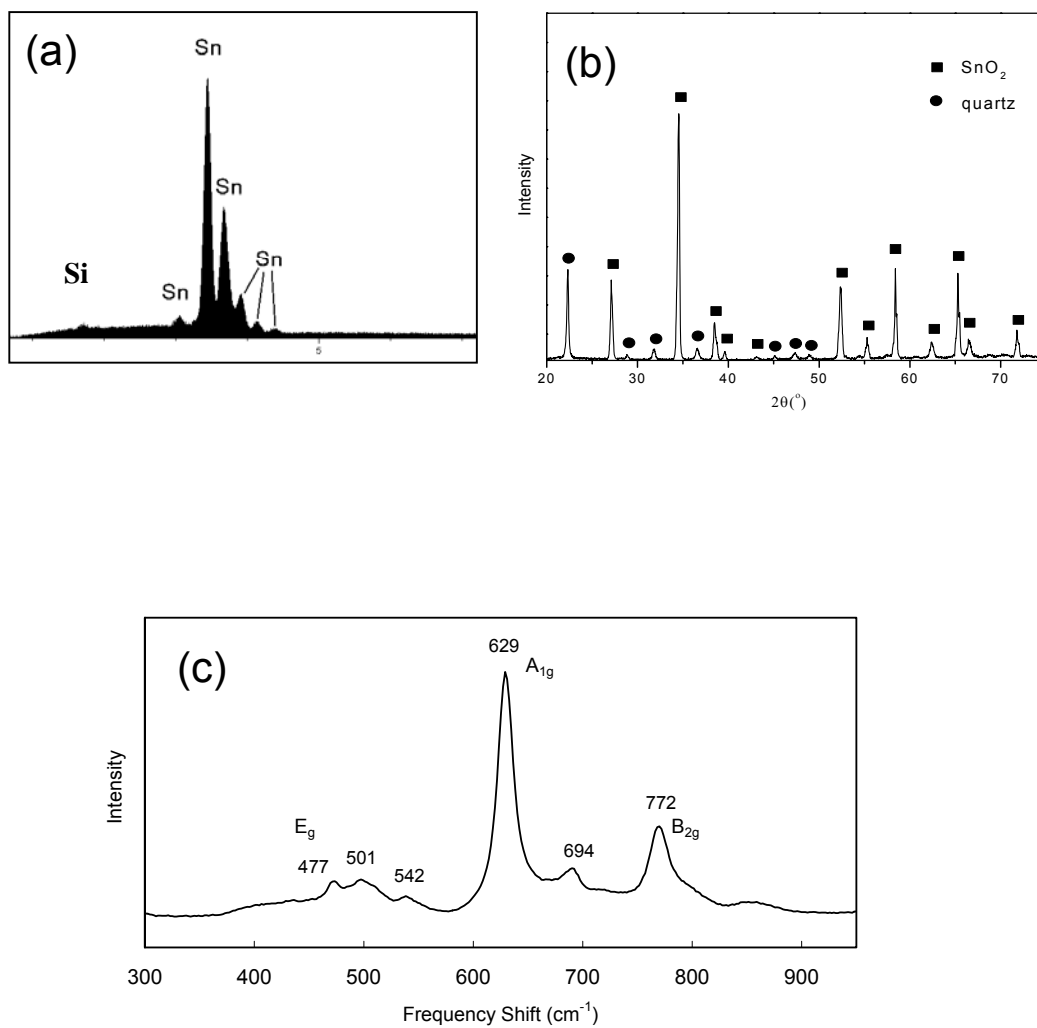 (a)
Sn
Sn
Sn
Si
Sn
5
(b)
SnO₂
quartz
Intensity
20 30 40 50 60 70
2θ(°)
(c)
629
A₁g
772
B₂g
694
E_g
477
501
542
Intensity
300 400 500 600 700 800 900
Frequency Shift (cm⁻¹)